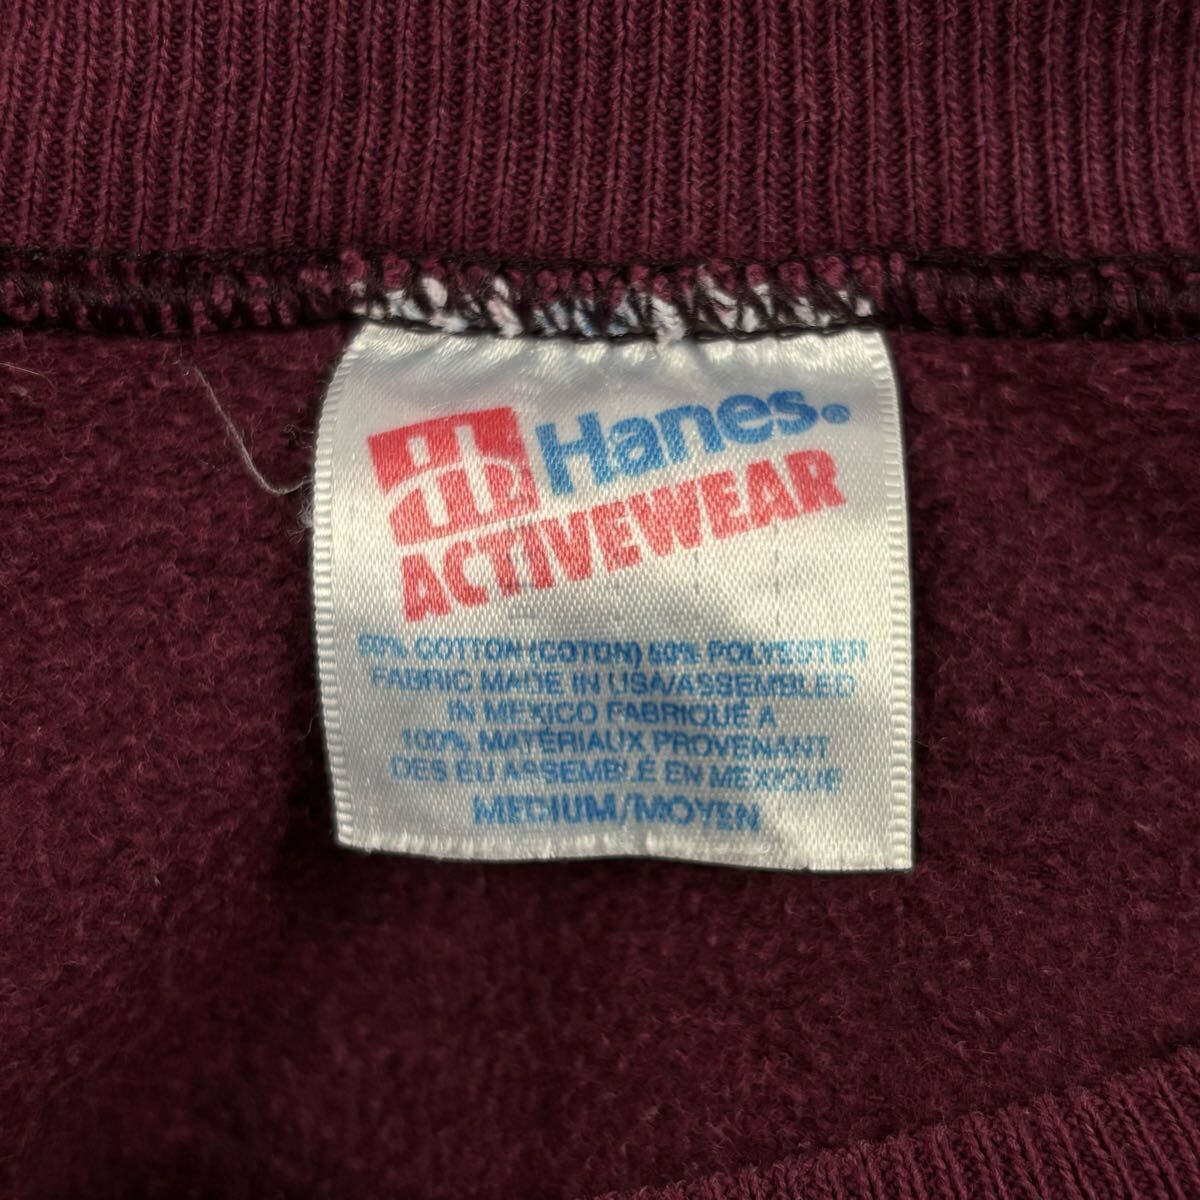 Hanes®
ACTIVEWEAR
50% COTTON (COTON) 50% POLYESTER
FABRIC MADE IN USA/ASSEMBLED
IN MEXICO FABRIQUÉ A
100% MATÉRIAUX PROVENANT
DES EU ASSEMBLÉ EN MEXIQUE
MEDIUM/MOYEN